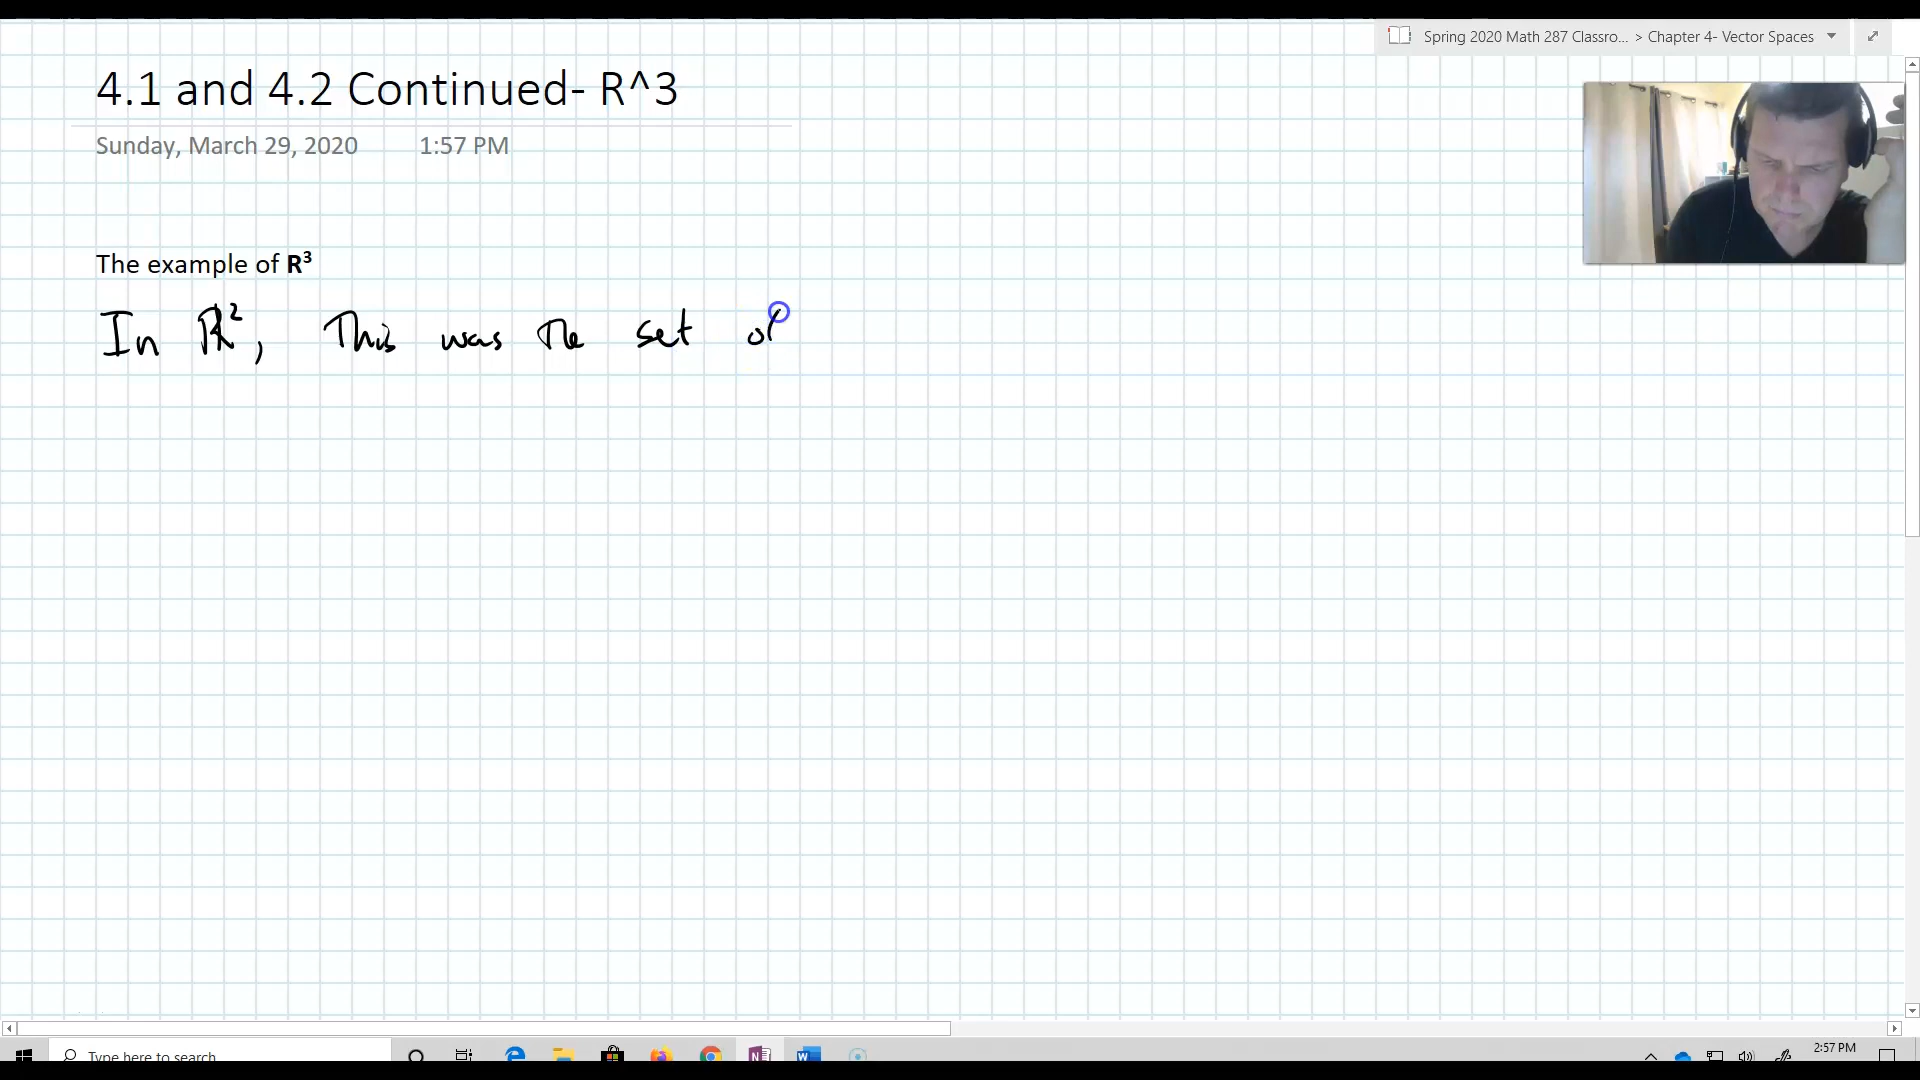 Spring 2020 Math 287 Classro... > Chapter 4- Vector Spaces
4.1 and 4.2 Continued- R^3
Sunday, March 29, 2020 1:57 PM
The example of R³
In ℝ², This was the set of
Type here to search
2:57 PM